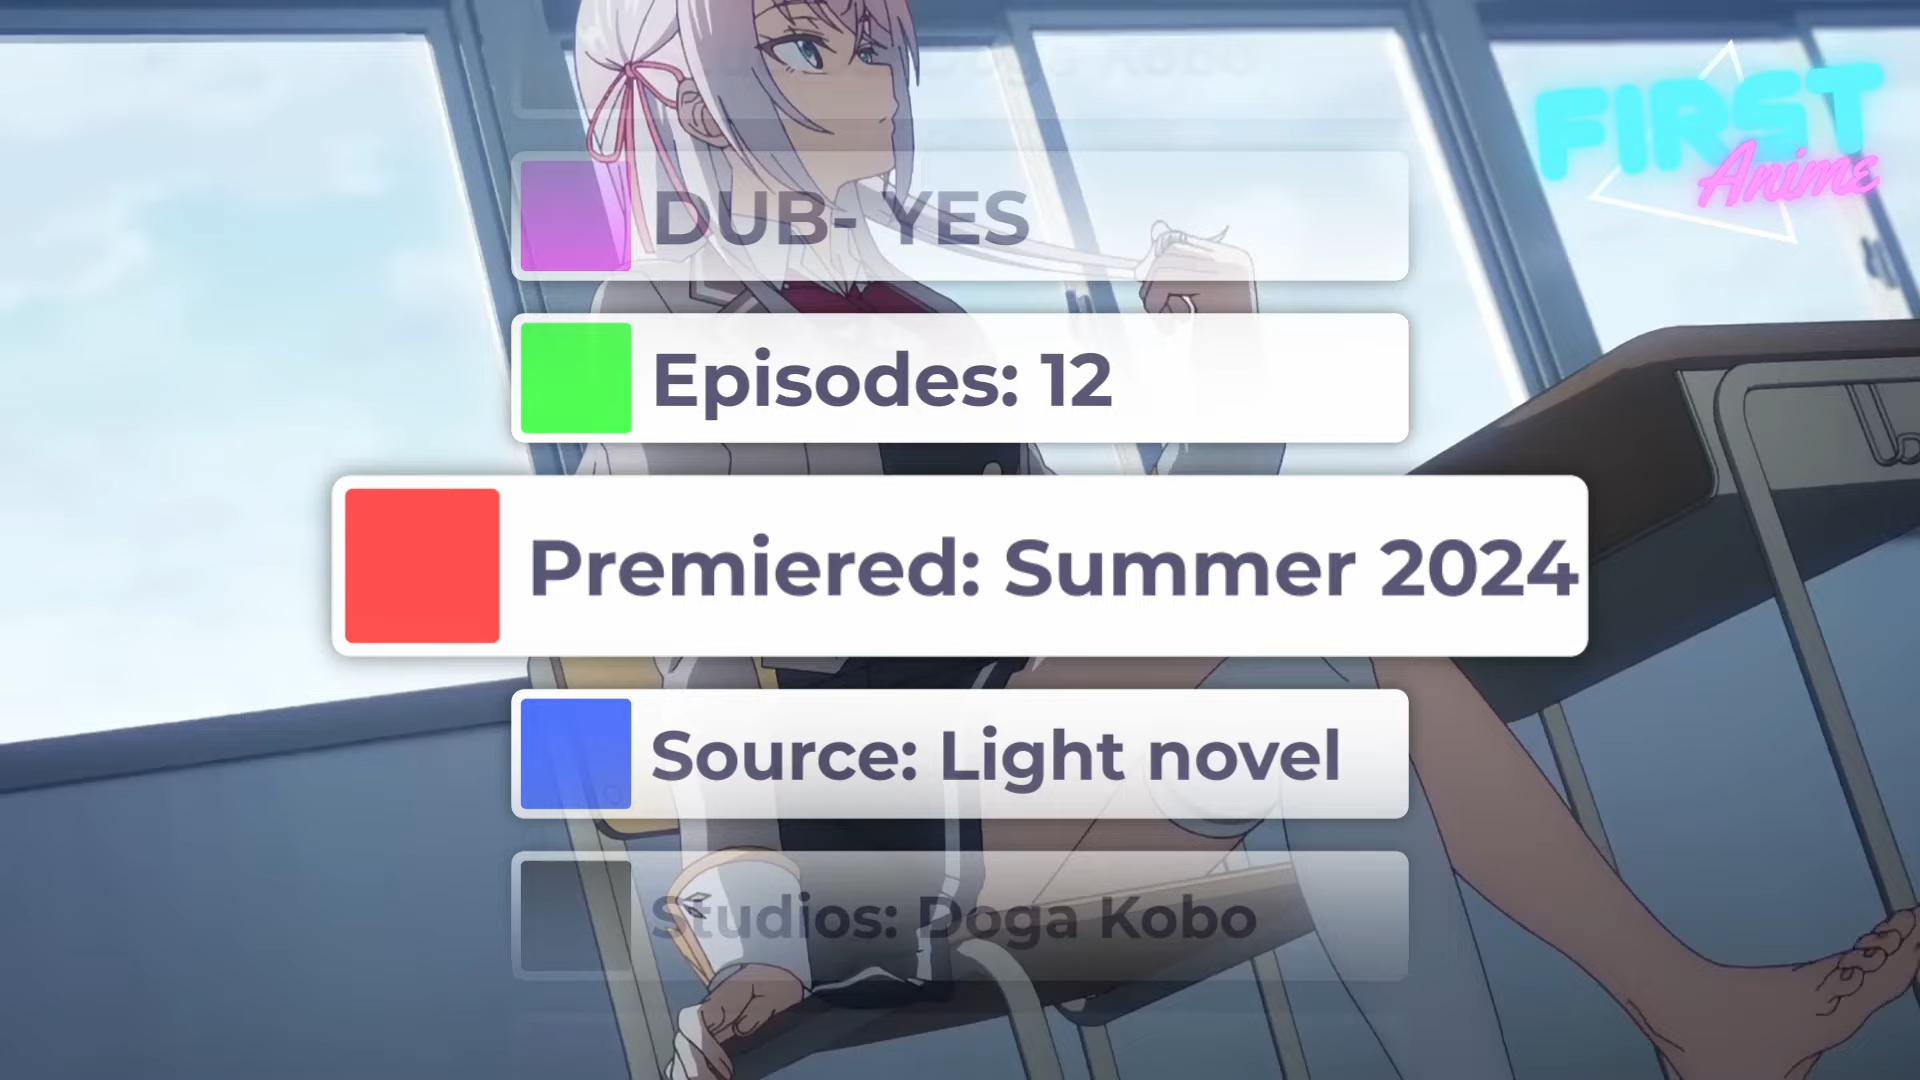 FIRST
Anime
DUB- YES
Episodes: 12
Premiered: Summer 2024
Source: Light novel
Studios: Doga Kobo